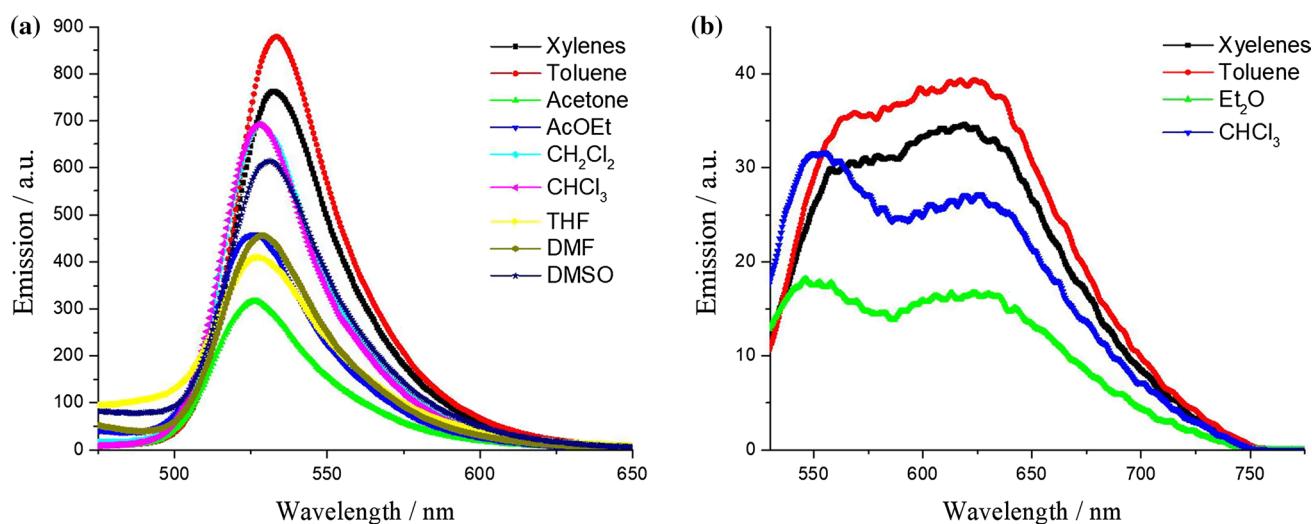 (a)
Emission / a.u.
900
800
700
600
500
400
300
200
100
0
500
550
600
650
Wavelength / nm
Xylenes
Toluene
Acetone
AcOEt
CH2Cl2
CHCl3
THF
DMF
DMSO
(b)
Emission / a.u.
40
30
20
10
0
550
600
650
700
750
Wavelength / nm
Xyelenes
Toluene
Et2O
CHCl3